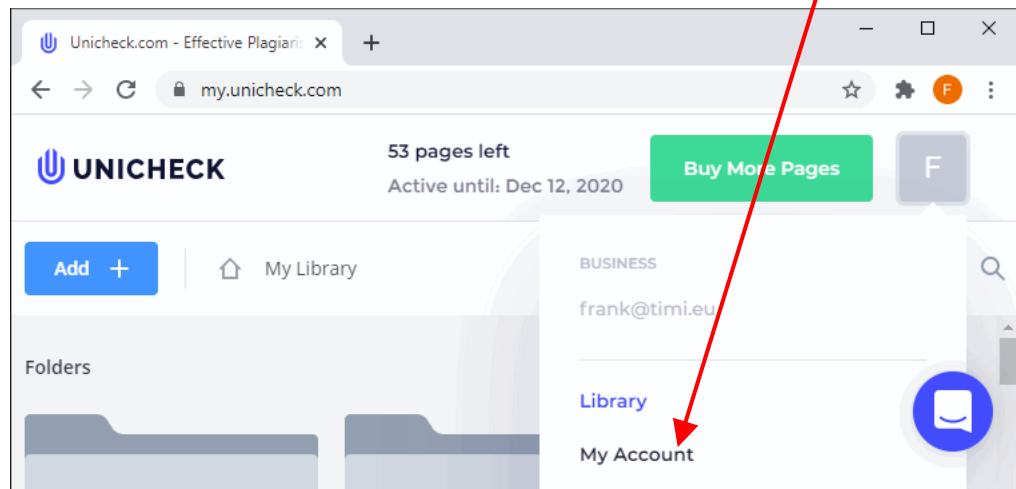 Unicheck.com - Effective Plagiaris
my.unicheck.com
F
UNICHECK
53 pages left
Active until: Dec 12, 2020
Buy More Pages
F
Add +
My Library
BUSINESS
frank@timi.eu
Folders
Library
My Account